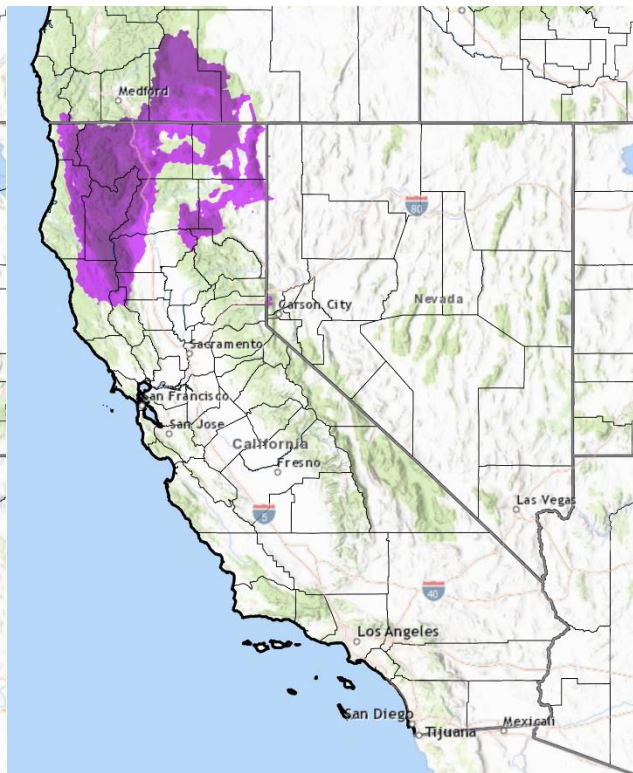 Medford
80
Carson City
Nevada
Sacramento
San Francisco
San Jose
California
Fresno
Las Vegas
5
40
Los Angeles
San Diego
Mexicali
Tijuana